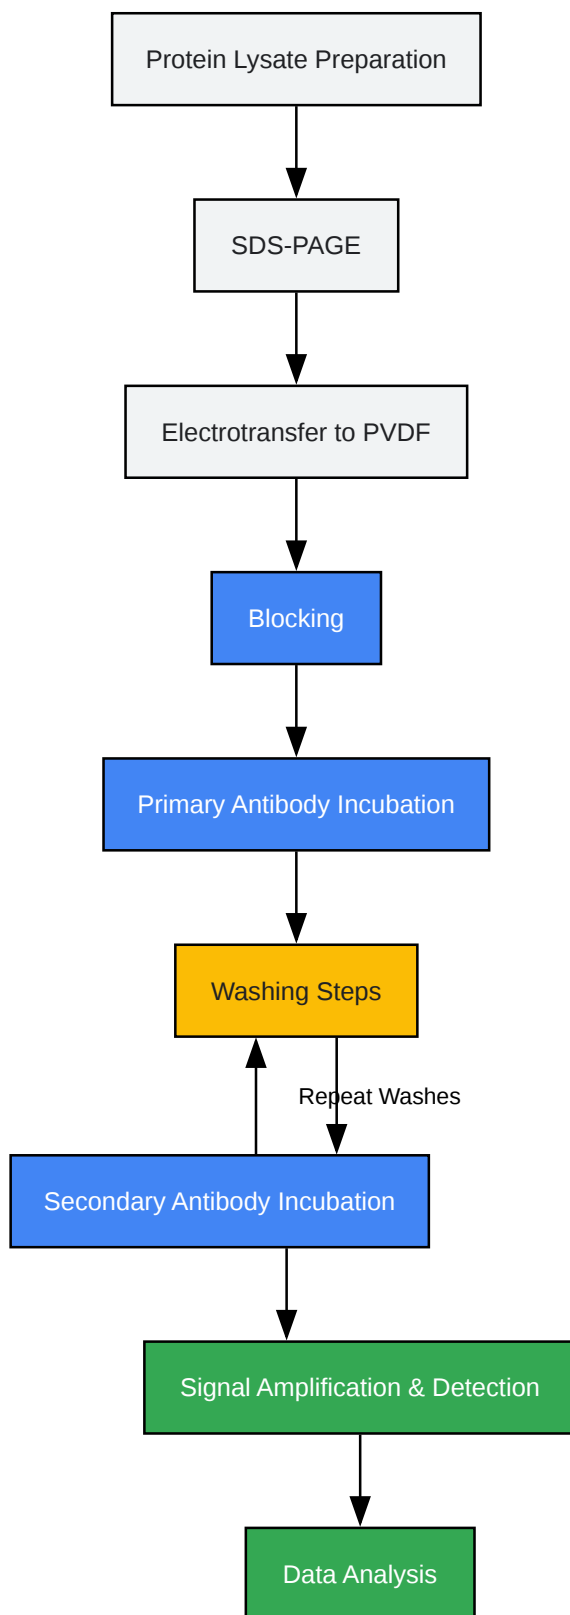 Protein Lysate Preparation
SDS-PAGE
Electrotransfer to PVDF
Blocking
Primary Antibody Incubation
Washing Steps
Repeat Washes
Secondary Antibody Incubation
Signal Amplification & Detection
Data Analysis